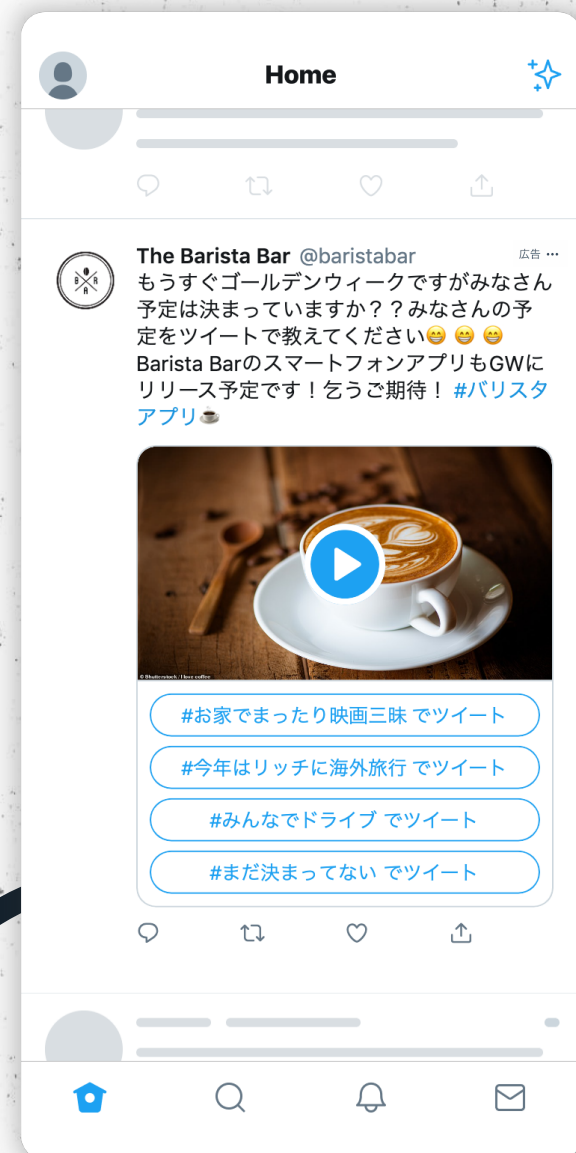 Home
The Barista Bar @baristabar 広告
もうすぐゴールデンウィークですがみなさん
予定は決まっていますか？？みなさんの予
定をツイートで教えてください😁 😁 😁
Barista BarのスマートフォンアプリもGWに
リリース予定です！乞うご期待！ #バリスタ
アプリ☕
B A R
© Shutterstock / I love coffee
#お家でまったり映画三昧 でツイート
#今年はリッチに海外旅行 でツイート
#みんなでドライブ でツイート
#まだ決まってない でツイート